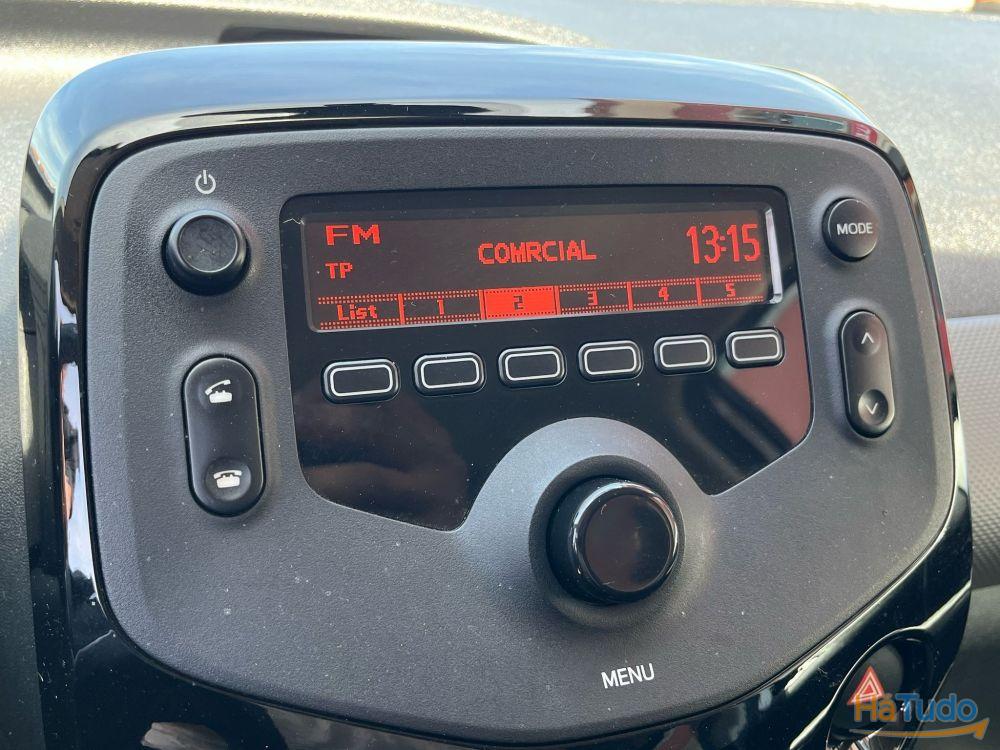 FM
COMRCIAL
13:15
TP
List 1 2 3 4 5
MODE
MENU
HáTudo